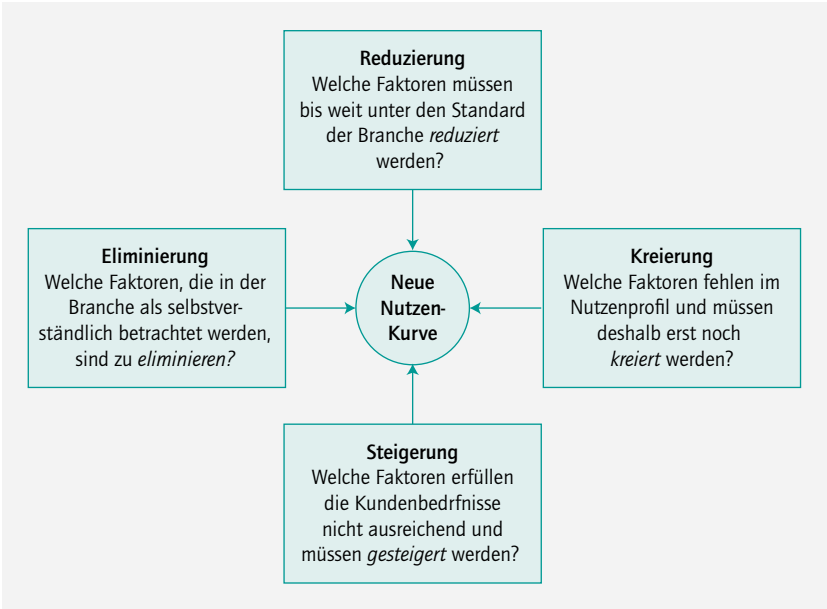 Reduzierung
Welche Faktoren müssen
bis weit unter den Standard
der Branche reduziert
werden?
Eliminierung
Welche Faktoren, die in der
Branche als selbstver-
ständlich betrachtet werden,
sind zu eliminieren?
Neue
Nutzen-
Kurve
Kreierung
Welche Faktoren fehlen im
Nutzenprofil und müssen
deshalb erst noch
kreiert werden?
Steigerung
Welche Faktoren erfüllen
die Kundenbedrfnisse
nicht ausreichend und
müssen gesteigert werden?